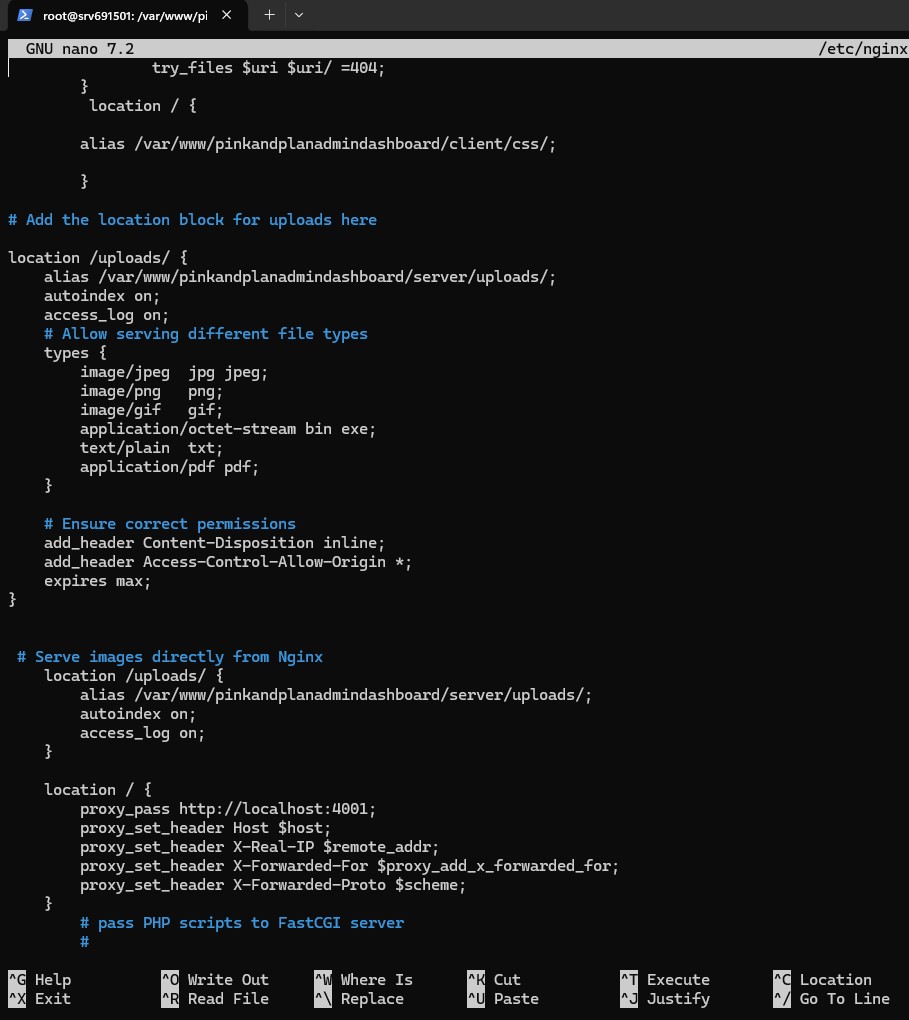 root@srv691501: /var/www/pi
GNU nano 7.2 /etc/nginx
try_files $uri $uri/ =404;
}
location / {
alias /var/www/pinkandplanadmindashboard/client/css/;
}
# Add the location block for uploads here
location /uploads/ {
alias /var/www/pinkandplanadmindashboard/server/uploads/;
autoindex on;
access_log on;
# Allow serving different file types
types {
image/jpeg jpg jpeg;
image/png png;
image/gif gif;
application/octet-stream bin exe;
text/plain txt;
application/pdf pdf;
}
# Ensure correct permissions
add_header Content-Disposition inline;
add_header Access-Control-Allow-Origin *;
expires max;
}
# Serve images directly from Nginx
location /uploads/ {
alias /var/www/pinkandplanadmindashboard/server/uploads/;
autoindex on;
access_log on;
}
location / {
proxy_pass http://localhost:4001;
proxy_set_header Host $host;
proxy_set_header X-Real-IP $remote_addr;
proxy_set_header X-Forwarded-For $proxy_add_x_forwarded_for;
proxy_set_header X-Forwarded-Proto $scheme;
}
# pass PHP scripts to FastCGI server
#
^G Help ^O Write Out ^W Where Is ^K Cut ^T Execute ^C Location
^X Exit ^R Read File ^\ Replace ^U Paste ^J Justify ^/ Go To Line